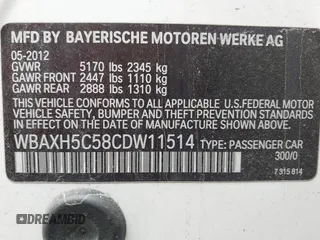 MFD BY BAYERISCHE MOTOREN WERKE AG
05-2012
GVWR 5170 lbs 2345 kg
GAWR FRONT 2447 lbs 1110 kg
GAWR REAR 2888 lbs 1310 kg
THIS VEHICLE CONFORMS TO ALL APPLICABLE U.S.FEDERAL MOTOR
VEHICLE SAFETY, BUMPER, AND THEFT PREVENTION STANDARDS
IN EFFECT ON THE DATE OF MANUFACTURE SHOWN ABOVE.
WBAXH5C58CDW11514 TYPE: PASSENGER CAR
300/0
7 315 814
DREAMBID